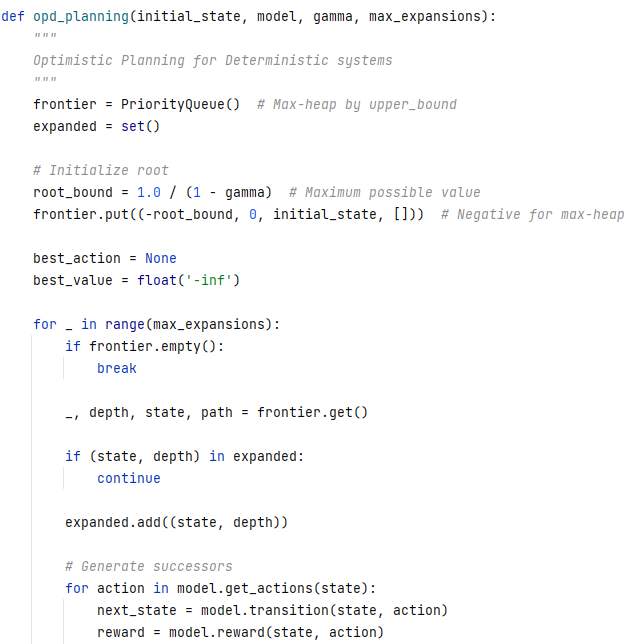 def opd_planning(initial_state, model, gamma, max_expansions):
    """
    Optimistic Planning for Deterministic systems
    """
    frontier = PriorityQueue()  # Max-heap by upper_bound
    expanded = set()

    # Initialize root
    root_bound = 1.0 / (1 - gamma)  # Maximum possible value
    frontier.put((-root_bound, 0, initial_state, []))  # Negative for max-heap

    best_action = None
    best_value = float('-inf')

    for _ in range(max_expansions):
        if frontier.empty():
            break

        _, depth, state, path = frontier.get()

        if (state, depth) in expanded:
            continue

        expanded.add((state, depth))

        # Generate successors
        for action in model.get_actions(state):
            next_state = model.transition(state, action)
            reward = model.reward(state, action)